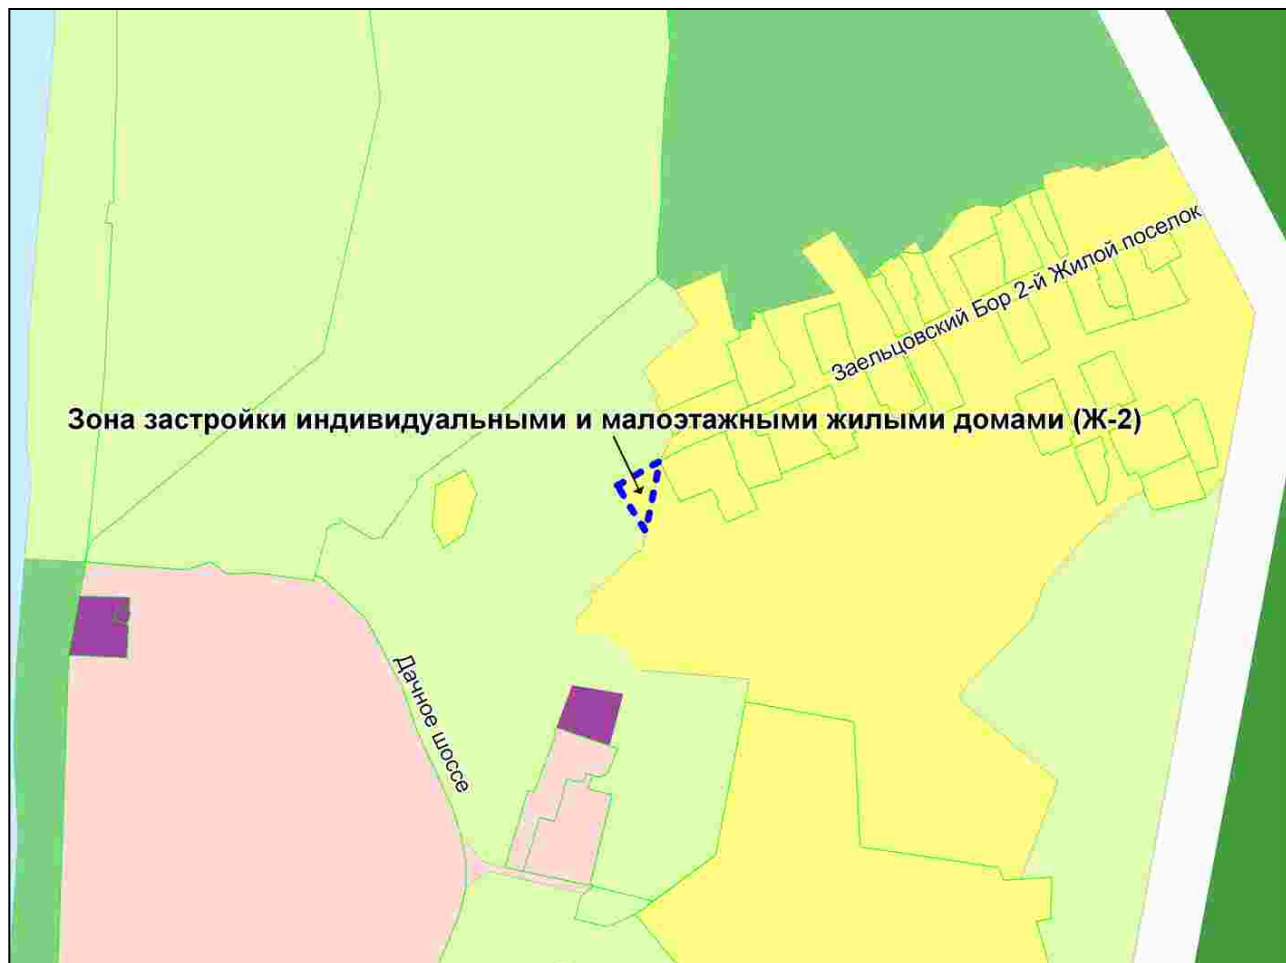 Заельцовский Бор 2-й Жилой поселок
Зона застройки индивидуальными и малоэтажными жилыми домами (Ж-2)
Дачное шоссе